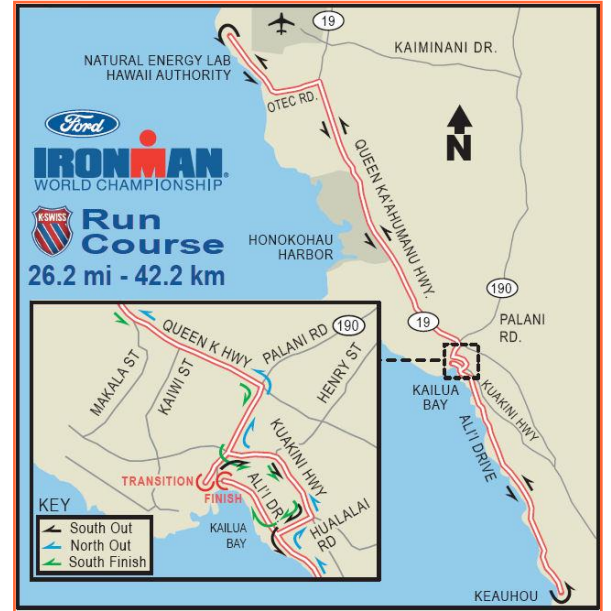 19
KAIMINANI DR.
NATURAL ENERGY LAB
HAWAII AUTHORITY
OTEC RD.
Ford
IRONMAN
WORLD CHAMPIONSHIP
N
QUEEN KA'AHUMANU HWY.
K-SWISS
Run
Course
26.2 mi - 42.2 km
HONOKOHAU
HARBOR
190
19
PALANI
RD.
KAILUA
BAY
KUAKINI HWY
ALI'I DRIVE
KEAUHOU
QUEEN K HWY
PALANI RD
190
MAKALA ST
KAIWI ST
HENRY ST
KUAKINI HWY
TRANSITION
FINISH
ALI'I DR
HUALALAI
RD
KAILUA
BAY
KEY
South Out
North Out
South Finish